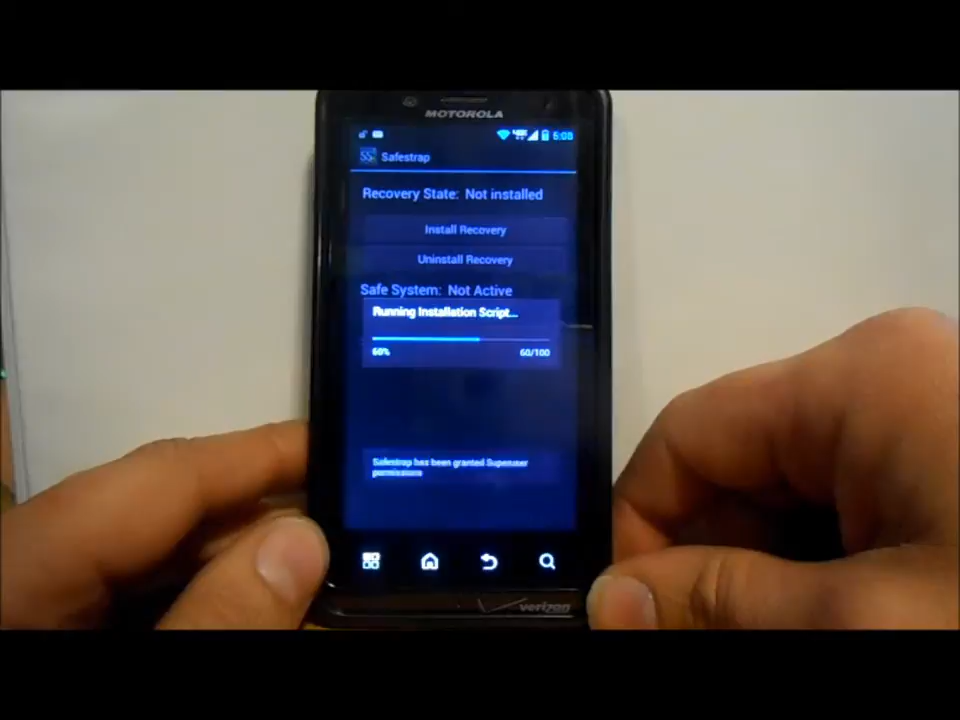 MOTOROLA
5:08
Safestrap
Recovery State: Not installed
Install Recovery
Uninstall Recovery
Safe System: Not Active
Running Installation Script...
60% 60/100
Safestrap has been granted Superuser
permissions
verizon